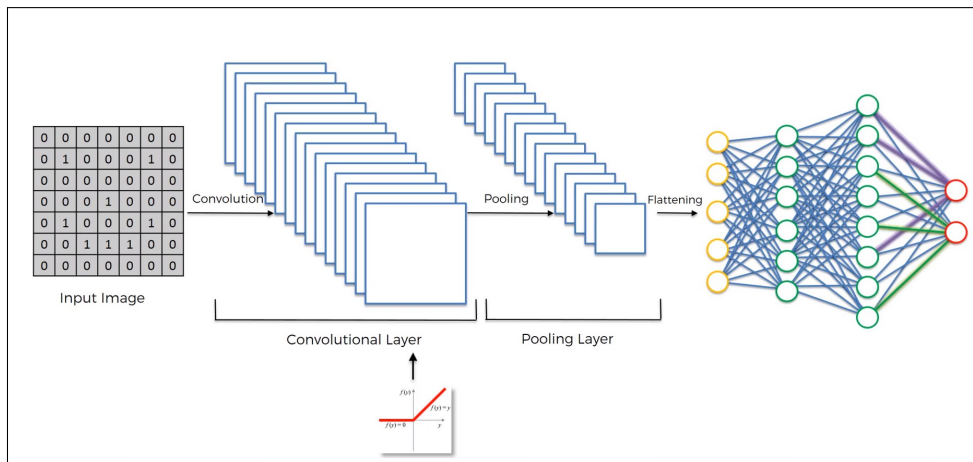 0 0 0 0 0 0 0
0 1 0 0 0 1 0
0 0 0 0 0 0 0
0 0 0 1 0 0 0
0 1 0 0 0 1 0
0 0 1 1 1 0 0
0 0 0 0 0 0 0
Input Image
Convolution
Pooling
Flattening
Convolutional Layer
Pooling Layer
f(y)
f(y)=y
f(y)=0
y